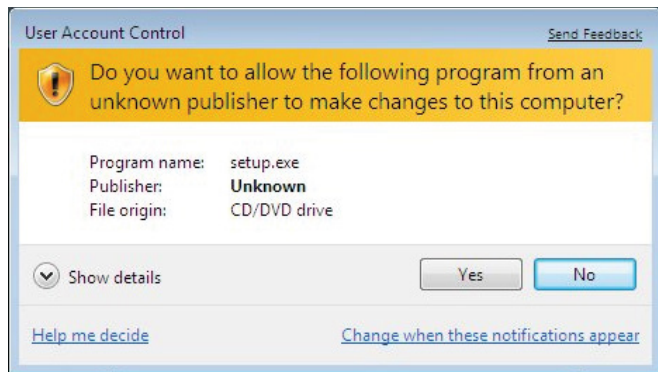 User Account Control
Send Feedback
Do you want to allow the following program from an
unknown publisher to make changes to this computer?
Program name: setup.exe
Publisher: Unknown
File origin: CD/DVD drive
Show details
Yes
No
Help me decide
Change when these notifications appear